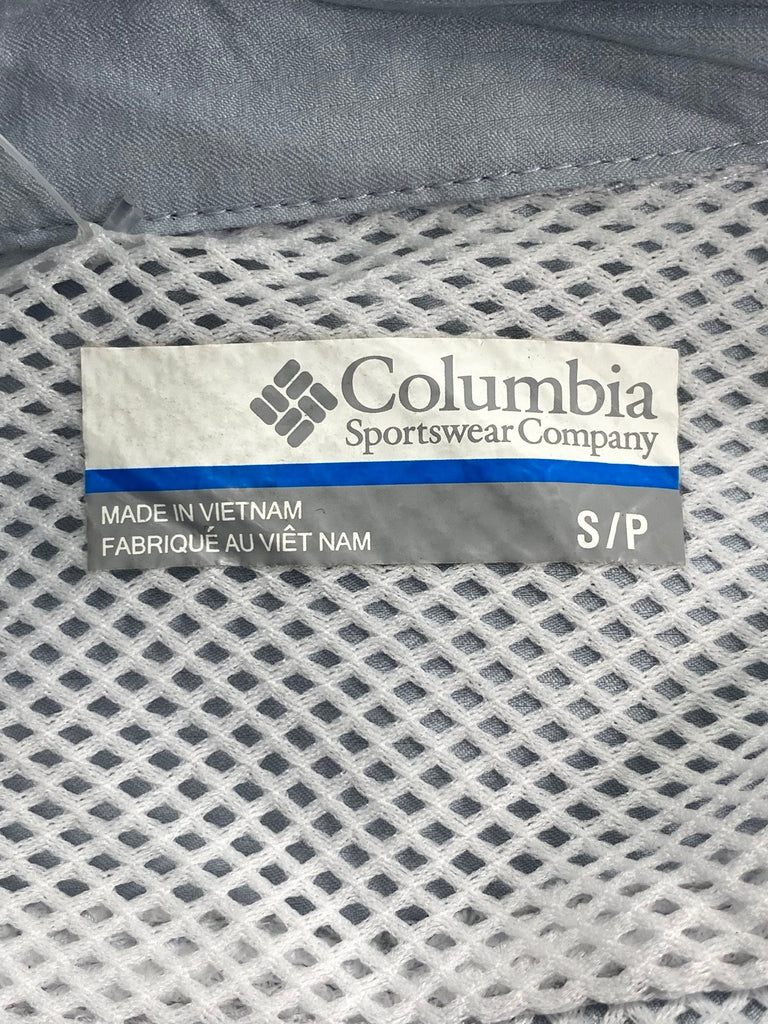 Columbia
Sportswear Company
MADE IN VIETNAM
FABRIQUÉ AU VIÊT NAM
S/P